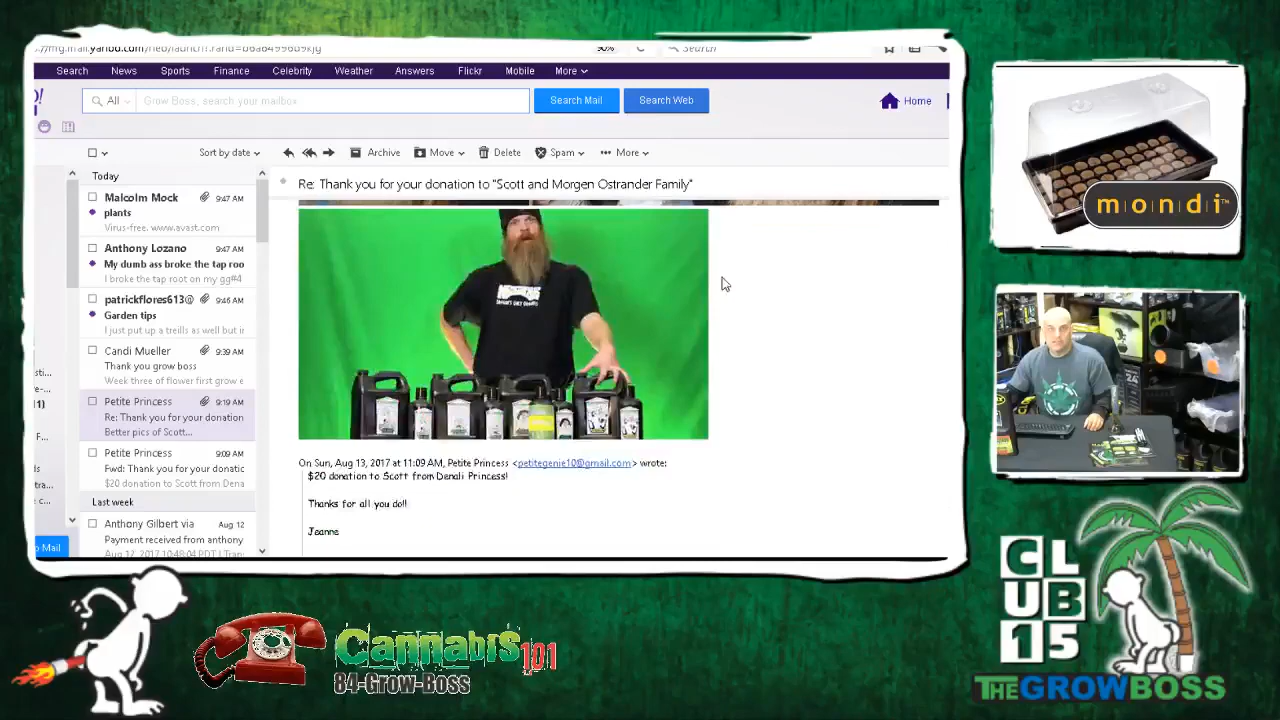 90%
Search
Search News Sports Finance Celebrity Weather Answers Flickr Mobile More
All Grow Boss, search your mailbox Search Mail Search Web Home
Sort by date Archive Move Delete Spam More
Today
Re: Thank you for your donation to "Scott and Morgen Ostrander Family"
Malcolm Mock 9:47 AM
plants
Virus-free. www.avast.com
Anthony Lozano 9:47 AM
My dumb ass broke the tap roo
I broke the tap root on my gg#4
patrickflores613@ 9:46 AM
Garden tips
I just put up a treills as well but ir
Candi Mueller 9:39 AM
Thank you grow boss
Week three of flower first grow e
Petite Princess 9:19 AM
Re: Thank you for your donation
Better pics of Scott...
Petite Princess 9:09 AM
Fwd: Thank you for your donatic
$20 donation to Scott from Dena
Last week
Anthony Gilbert via Aug 12
Payment received from anthony
On Sun, Aug 13, 2017 at 11:09 AM, Petite Princess <petitegenie10@gmail.com> wrote:
$20 donation to Scott from Denali Princess!
Thanks for all you do!!
Jeanne
mondi™
24
Cannabis 101
84-Grow-Boss
CLUB 15
THEGROWBOSS